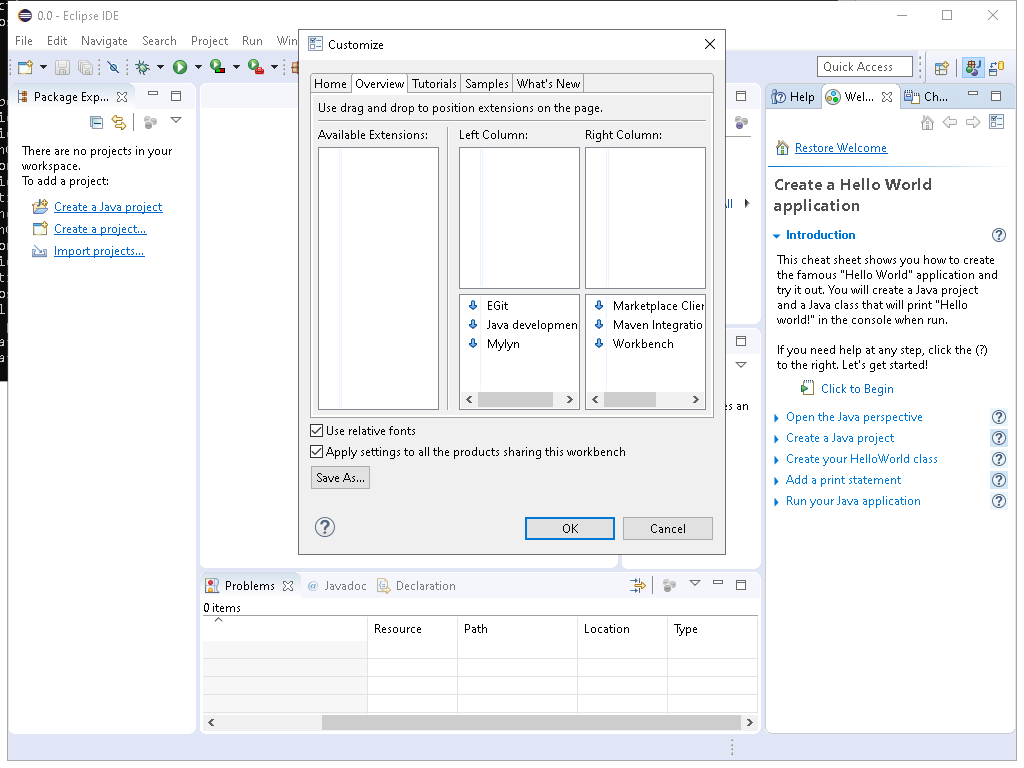 0.0 - Eclipse IDE
File Edit Navigate Search Project Run Win
Quick Access
Package Exp...
There are no projects in your
workspace.
To add a project:
Create a Java project
Create a project...
Import projects...
Customize
Home Overview Tutorials Samples What's New
Use drag and drop to position extensions on the page.
Available Extensions: Left Column: Right Column:
EGit
Java developmen
Mylyn
Marketplace Clier
Maven Integratio
Workbench
Use relative fonts
Apply settings to all the products sharing this workbench
Save As...
OK Cancel
Help Wel... Ch...
Restore Welcome
Create a Hello World
application
Introduction
This cheat sheet shows you how to create
the famous "Hello World" application and
try it out. You will create a Java project
and a Java class that will print "Hello
world!" in the console when run.
If you need help at any step, click the (?)
to the right. Let's get started!
Click to Begin
Open the Java perspective
Create a Java project
Create your HelloWorld class
Add a print statement
Run your Java application
Problems @ Javadoc Declaration
0 items
Resource Path Location Type